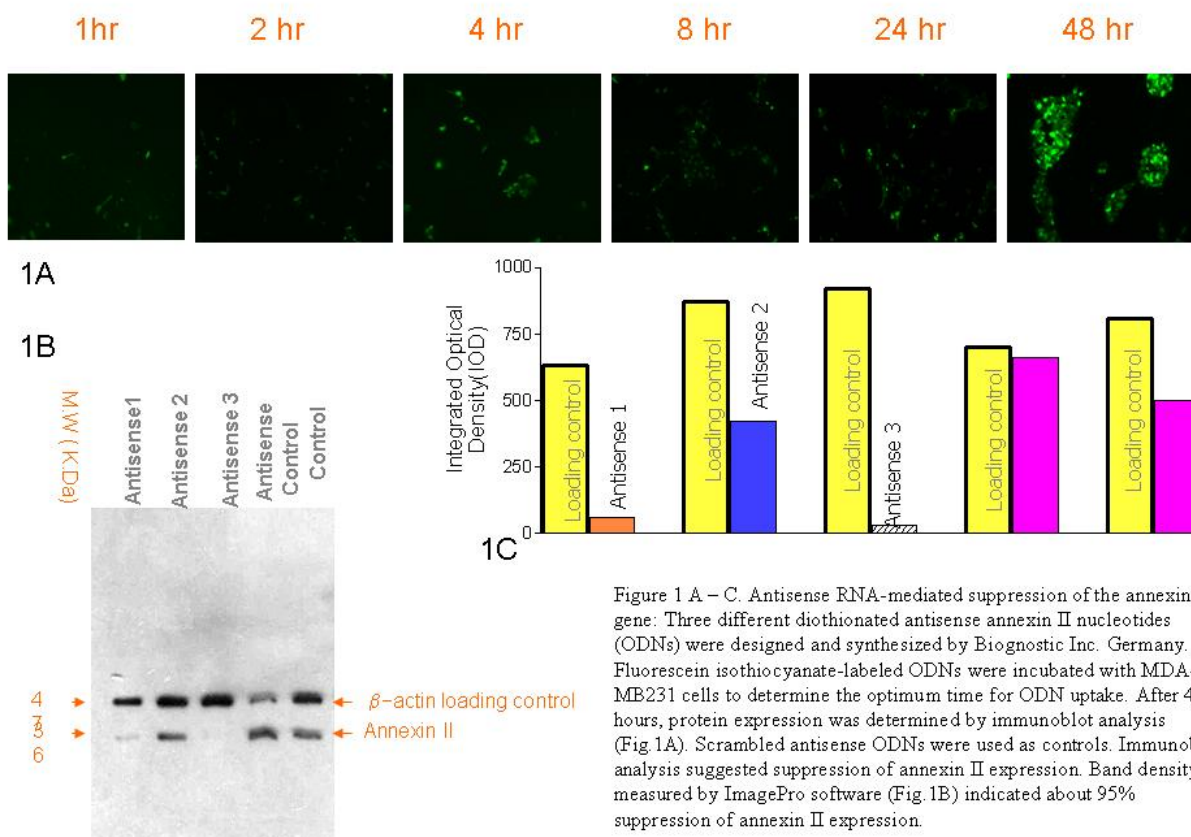 1hr
2 hr
4 hr
8 hr
24 hr
48 hr
1A
1B
M.W ( K.Da)
Antisense1
Antisense 2
Antisense 3
Antisense
Control
Control
4
7
3
6
β-actin loading control
Annexin II
Integrated Optical
Density(IOD)
1000
750
500
250
0
Loading control
Antisense 1
Loading control
Antisense 2
Loading control
Antisense 3
Loading control
Loading control
1C
Figure 1 A – C. Antisense RNA-mediated suppression of the annexin
gene: Three different diothionated antisense annexin II nucleotides
(ODNs) were designed and synthesized by Biognostic Inc. Germany.
Fluorescein isothiocyanate-labeled ODNs were incubated with MDA-
MB231 cells to determine the optimum time for ODN uptake. After 4
hours, protein expression was determined by immunoblot analysis
(Fig.1A). Scrambled antisense ODNs were used as controls. Immunob
analysis suggested suppression of annexin II expression. Band density
measured by ImagePro software (Fig.1B) indicated about 95%
suppression of annexin II expression.